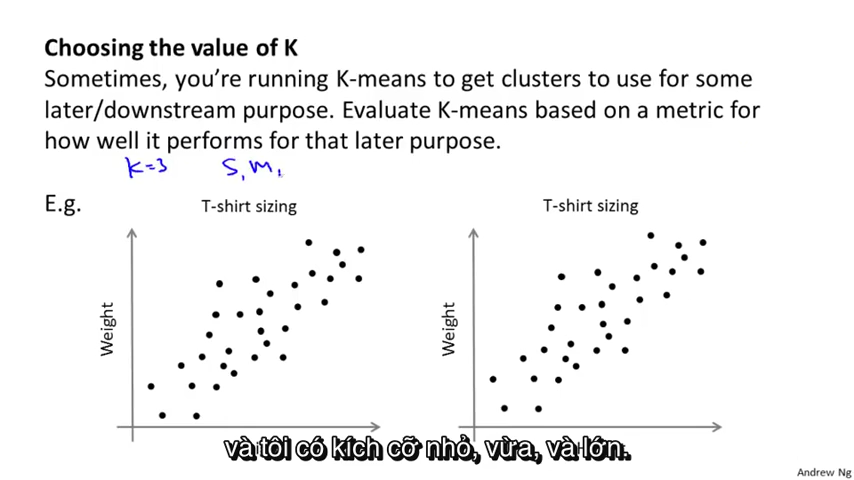 Choosing the value of K
Sometimes, you're running K-means to get clusters to use for some
later/downstream purpose. Evaluate K-means based on a metric for
how well it performs for that later purpose.
K=3 S, M,
E.g.
T-shirt sizing T-shirt sizing
Weight Weight
và tôi có kích cỡ nhỏ, vừa, và lớn.
Andrew Ng